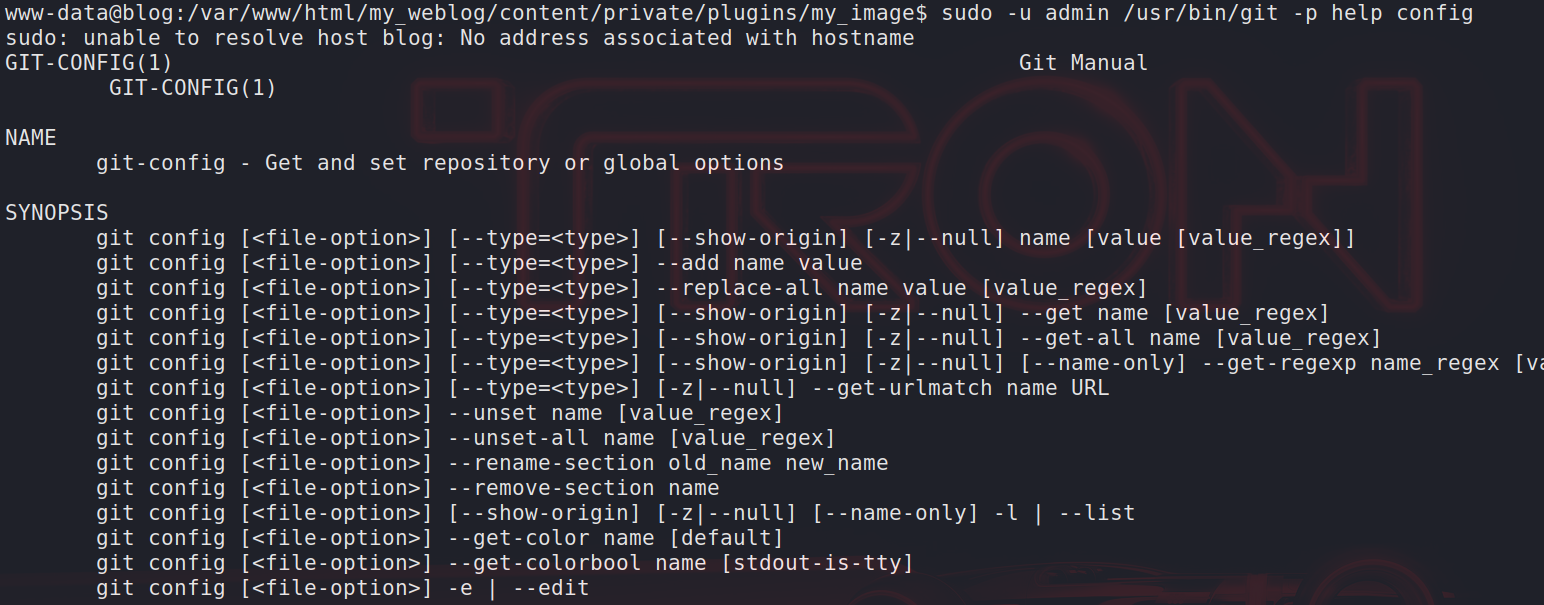 www-data@blog:/var/www/html/my_weblog/content/private/plugins/my_image$ sudo -u admin /usr/bin/git -p help config
sudo: unable to resolve host blog: No address associated with hostname
GIT-CONFIG(1) Git Manual
GIT-CONFIG(1)
NAME
git-config - Get and set repository or global options
SYNOPSIS
git config [<file-option>] [--type=<type>] [--show-origin] [-z|--null] name [value [value_regex]]
git config [<file-option>] [--type=<type>] --add name value
git config [<file-option>] [--type=<type>] --replace-all name value [value_regex]
git config [<file-option>] [--type=<type>] [--show-origin] [-z|--null] --get name [value_regex]
git config [<file-option>] [--type=<type>] [--show-origin] [-z|--null] --get-all name [value_regex]
git config [<file-option>] [--type=<type>] [--show-origin] [-z|--null] [--name-only] --get-regexp name_regex [va
git config [<file-option>] [--type=<type>] [-z|--null] --get-urlmatch name URL
git config [<file-option>] --unset name [value_regex]
git config [<file-option>] --unset-all name [value_regex]
git config [<file-option>] --rename-section old_name new_name
git config [<file-option>] --remove-section name
git config [<file-option>] [--show-origin] [-z|--null] [--name-only] -l | --list
git config [<file-option>] --get-color name [default]
git config [<file-option>] --get-colorbool name [stdout-is-tty]
git config [<file-option>] -e | --edit